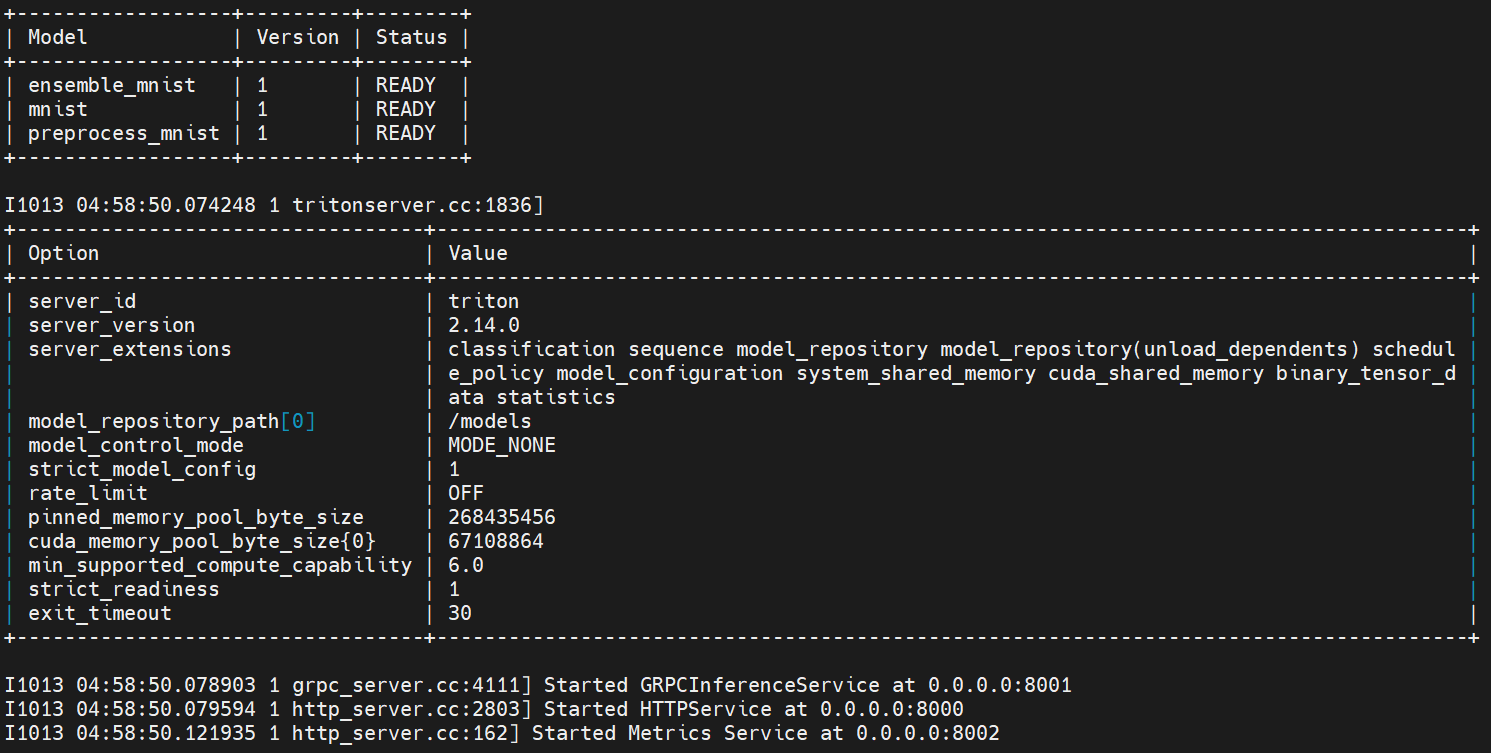 +------------------+---------+--------+
| Model            | Version | Status |
+------------------+---------+--------+
| ensemble_mnist   | 1       | READY  |
| mnist            | 1       | READY  |
| preprocess_mnist | 1       | READY  |
+------------------+---------+--------+
I1013 04:58:50.074248 1 tritonserver.cc:1836]
+----------------------------------+--------------------------------------------------------------------------------------+
| Option                           | Value                                                                                |
+----------------------------------+--------------------------------------------------------------------------------------+
| server_id                        | triton                                                                               |
| server_version                   | 2.14.0                                                                               |
| server_extensions                | classification sequence model_repository model_repository(unload_dependents) schedul |
|                                  | e_policy model_configuration system_shared_memory cuda_shared_memory binary_tensor_d |
|                                  | ata statistics                                                                       |
| model_repository_path[0]         | /models                                                                              |
| model_control_mode               | MODE_NONE                                                                            |
| strict_model_config              | 1                                                                                    |
| rate_limit                       | OFF                                                                                  |
| pinned_memory_pool_byte_size     | 268435456                                                                            |
| cuda_memory_pool_byte_size{0}    | 67108864                                                                             |
| min_supported_compute_capability | 6.0                                                                                  |
| strict_readiness                 | 1                                                                                    |
| exit_timeout                     | 30                                                                                   |
+----------------------------------+--------------------------------------------------------------------------------------+
I1013 04:58:50.078903 1 grpc_server.cc:4111] Started GRPCInferenceService at 0.0.0.0:8001
I1013 04:58:50.079594 1 http_server.cc:2803] Started HTTPService at 0.0.0.0:8000
I1013 04:58:50.121935 1 http_server.cc:162] Started Metrics Service at 0.0.0.0:8002